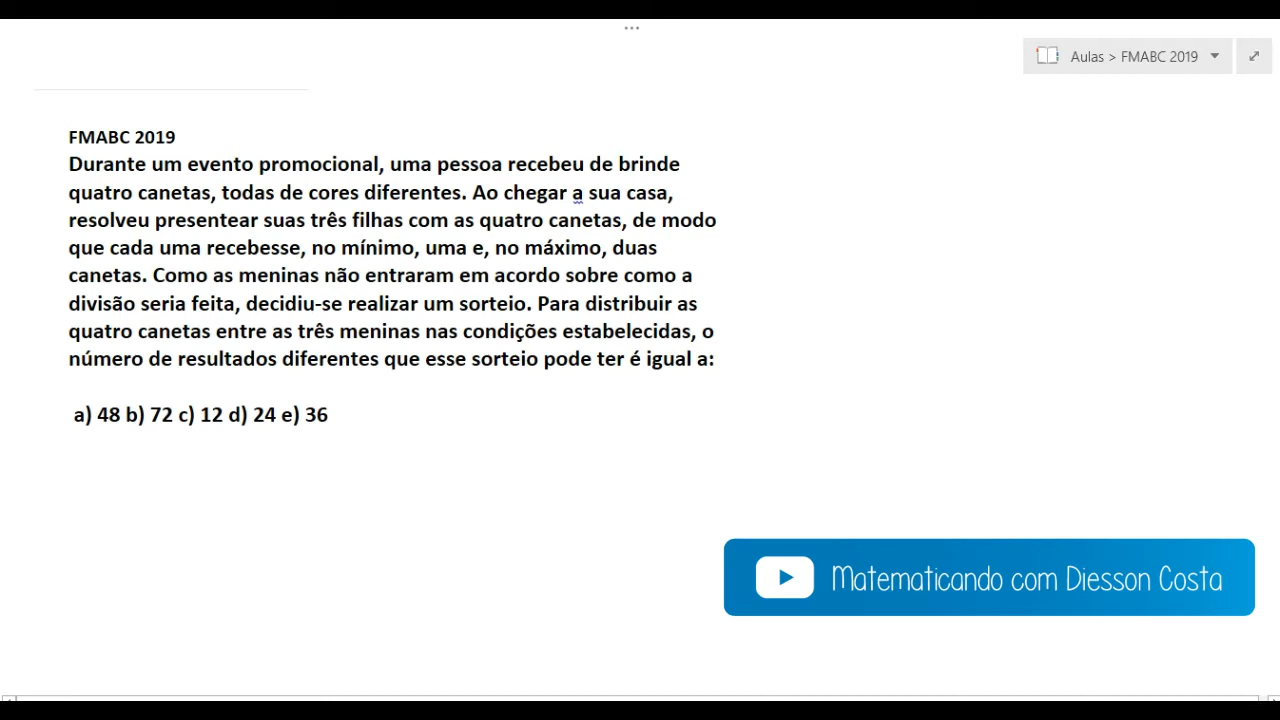 ...
Aulas > FMABC 2019
FMABC 2019
Durante um evento promocional, uma pessoa recebeu de brinde
quatro canetas, todas de cores diferentes. Ao chegar a sua casa,
resolveu presentear suas três filhas com as quatro canetas, de modo
que cada uma recebesse, no mínimo, uma e, no máximo, duas
canetas. Como as meninas não entraram em acordo sobre como a
divisão seria feita, decidiu-se realizar um sorteio. Para distribuir as
quatro canetas entre as três meninas nas condições estabelecidas, o
número de resultados diferentes que esse sorteio pode ter é igual a:
a) 48 b) 72 c) 12 d) 24 e) 36
Matematicando com Diesson Costa